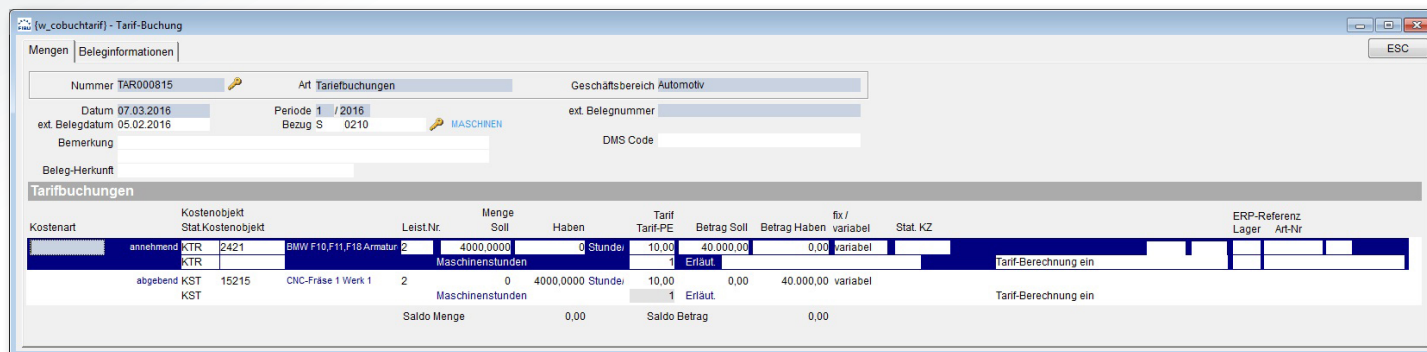 {w_cobuchtarif} - Tarif-Buchung
Mengen Beleginformationen ESC
Nummer TAR000815 Art Tariefbuchungen Geschäftsbereich Automotiv
Datum 07.03.2016 Periode 1 / 2016 ext. Belegnummer
ext. Belegdatum 05.02.2016 Bezug S 0210 MASCHINEN
Bemerkung DMS Code
Beleg-Herkunft
Tarifbuchungen
Kostenobjekt Menge Tarif fix / ERP-Referenz
Kostenart Stat.Kostenobjekt Leist.Nr. Soll Haben Tarif-PE Betrag Soll Betrag Haben variabel Stat. KZ Lager Art-Nr
annehmend KTR 2421 BMW F10,F11,F18 Armatur 2 4000,0000 0 Stunde/ 10,00 40.000,00 0,00 variabel
KTR Maschinenstunden 1 Erläut. Tarif-Berechnung ein
abgebend KST 15215 CNC-Fräse 1 Werk 1 2 0 4000,0000 Stunde/ 10,00 0,00 40.000,00 variabel
KST Maschinenstunden 1 Erläut. Tarif-Berechnung ein
Saldo Menge 0,00 Saldo Betrag 0,00